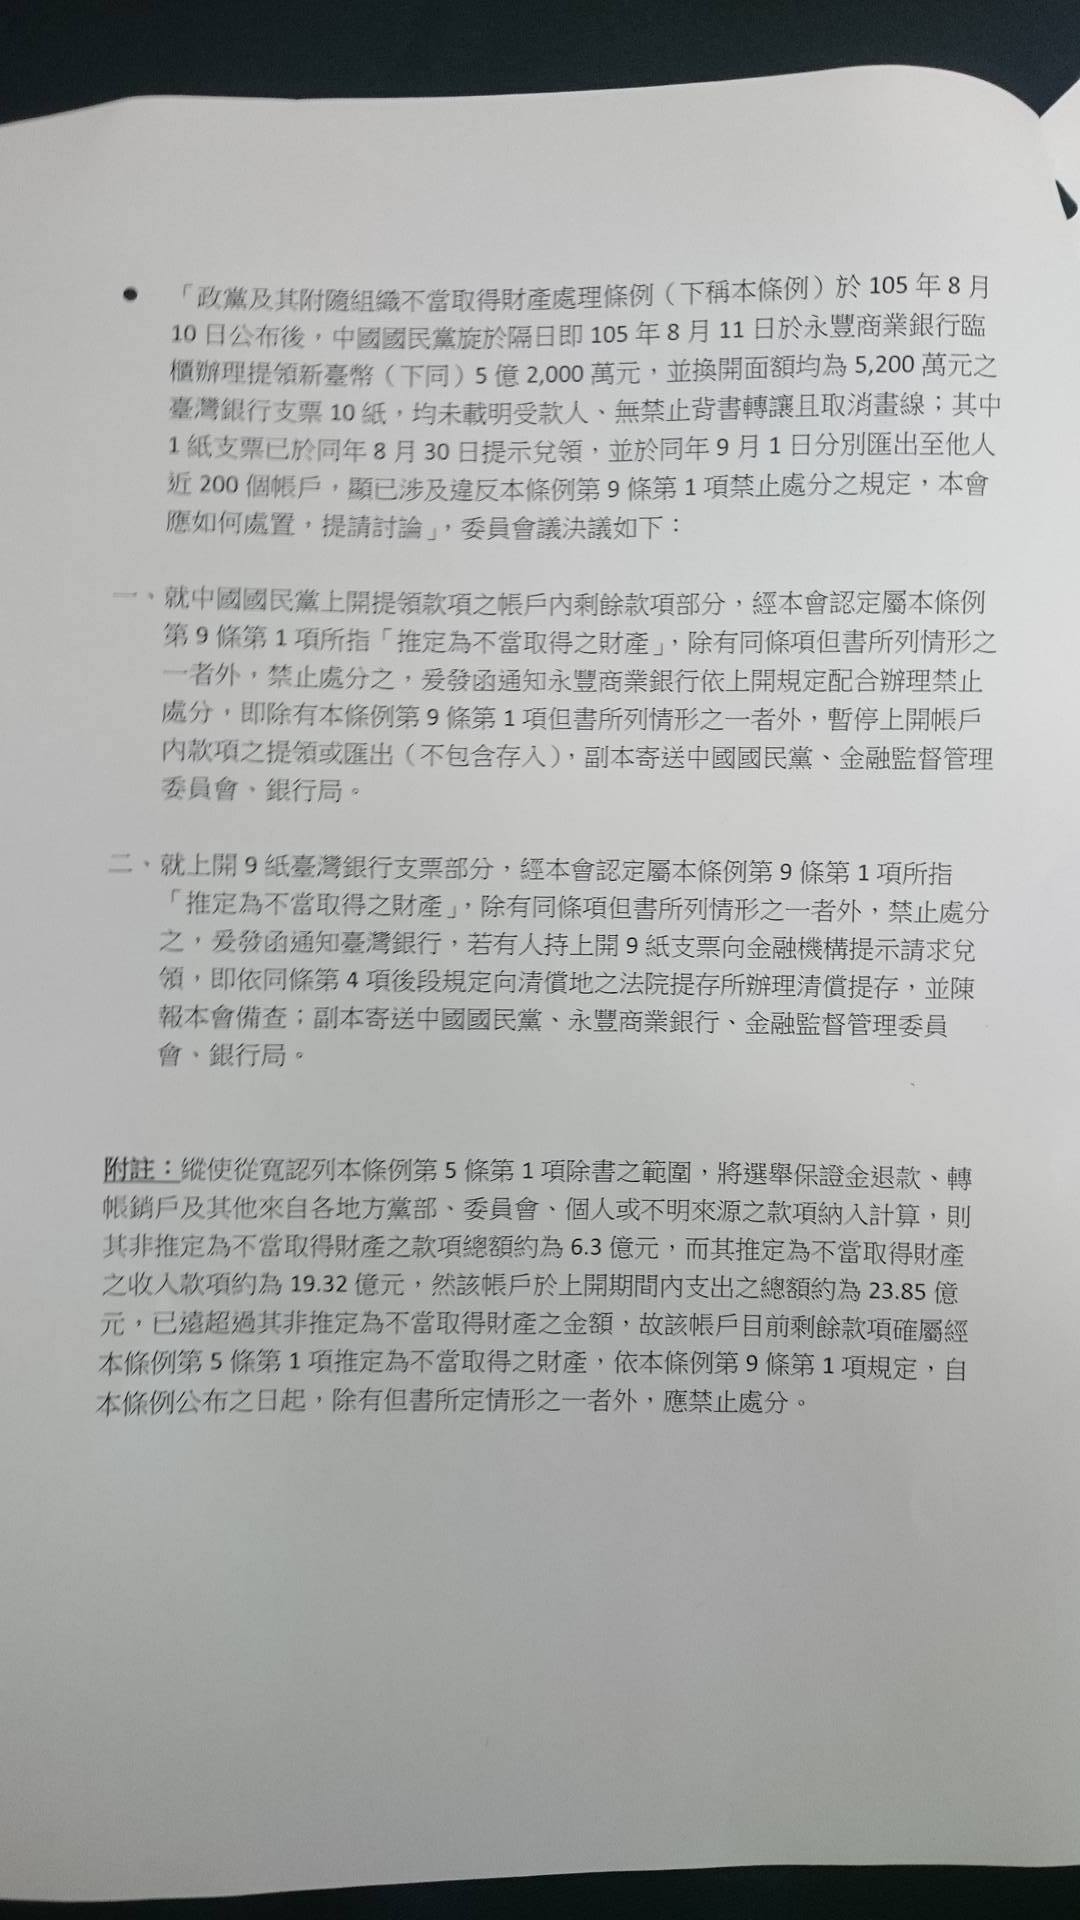 ● 「政黨及其附隨組織不當取得財產處理條例（下稱本條例）於 105 年 8 月
10 日公布後，中國國民黨旋於隔日即 105 年 8 月 11 日於永豐商業銀行臨
櫃辦理提領新臺幣（下同）5 億 2,000 萬元，並換開面額均為 5,200 萬元之
臺灣銀行支票 10 紙，均未載明受款人、無禁止背書轉讓且取消畫線；其中
1 紙支票已於同年 8 月 30 日提示兌領，並於同年 9 月 1 日分別匯出至他人
近 200 個帳戶，顯已涉及違反本條例第 9 條第 1 項禁止處分之規定，本會
應如何處置，提請討論」，委員會議決議如下：
一、就中國國民黨上開提領款項之帳戶內剩餘款項部分，經本會認定屬本條例
第 9 條第 1 項所指「推定為不當取得之財產」，除有同條項但書所列情形之
一者外，禁止處分之，爰發函通知永豐商業銀行依上開規定配合辦理禁止
處分，即除有本條例第 9 條第 1 項但書所列情形之一者外，暫停上開帳戶
內款項之提領或匯出（不包含存入），副本寄送中國國民黨、金融監督管理
委員會、銀行局。
二、就上開 9 紙臺灣銀行支票部分，經本會認定屬本條例第 9 條第 1 項所指
「推定為不當取得之財產」，除有同條項但書所列情形之一者外，禁止處分
之，爰發函通知臺灣銀行，若有人持上開 9 紙支票向金融機構提示請求兌
領，即依同條第 4 項後段規定向清償地之法院提存所辦理清償提存，並陳
報本會備查；副本寄送中國國民黨、永豐商業銀行、金融監督管理委員
會、銀行局。
附註：縱使從寬認列本條例第 5 條第 1 項除書之範圍，將選舉保證金退款、轉
帳銷戶及其他來自各地方黨部、委員會、個人或不明來源之款項納入計算，則
其非推定為不當取得財產之款項總額約為 6.3 億元，而其推定為不當取得財產
之收入款項約為 19.32 億元，然該帳戶於上開期間內支出之總額約為 23.85 億
元，已遠超過其非推定為不當取得財產之金額，故該帳戶目前剩餘款項確屬經
本條例第 5 條第 1 項推定為不當取得之財產，依本條例第 9 條第 1 項規定，自
本條例公布之日起，除有但書所定情形之一者外，應禁止處分。